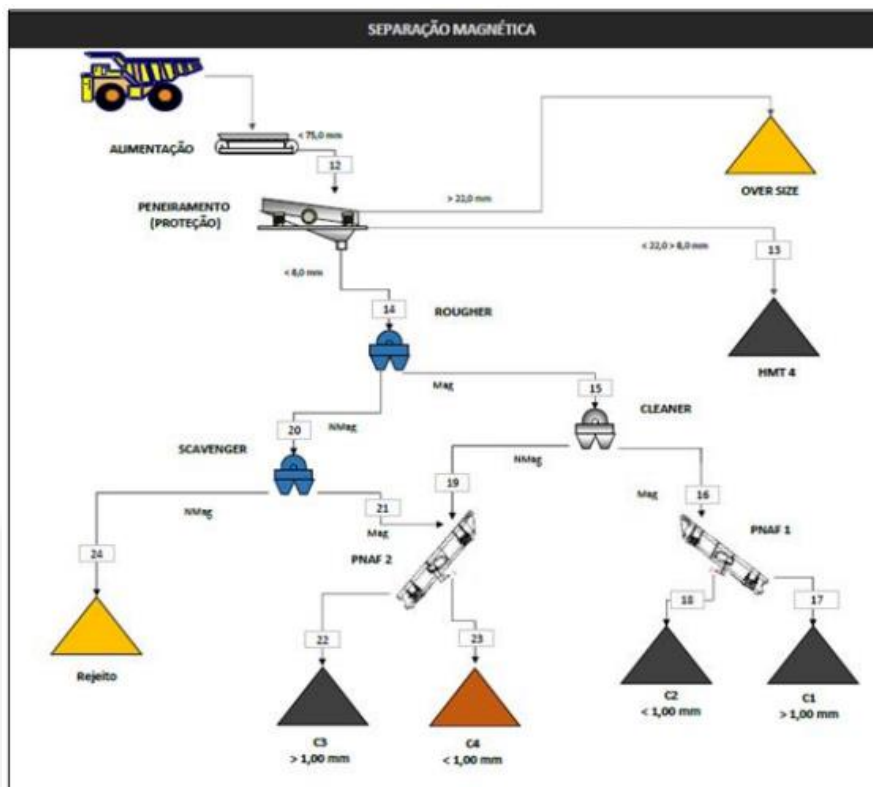 SEPARAÇÃO MAGNÉTICA
< 75,0 mm
ALIMENTAÇÃO
12
OVER SIZE
PENEIRAMENTO
(PROTEÇÃO)
> 22,0 mm
< 22,0 > 8,0 mm
13
< 8,0 mm
14
ROUGHER
HMT 4
Mag
15
CLEANER
NMag
20
SCAVENGER
NMag
19
Mag
16
NMag
21
Mag
PNAF 1
PNAF 2
24
18
17
22
23
Rejeito
C2
< 1,00 mm
C1
> 1,00 mm
C3
> 1,00 mm
C4
< 1,00 mm